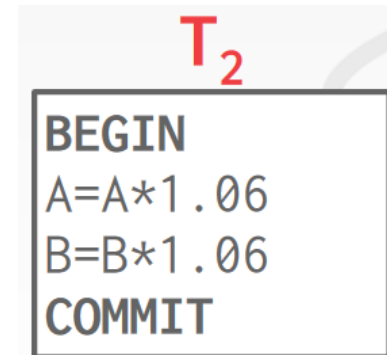 T₂
BEGIN
A=A*1.06
B=B*1.06
COMMIT